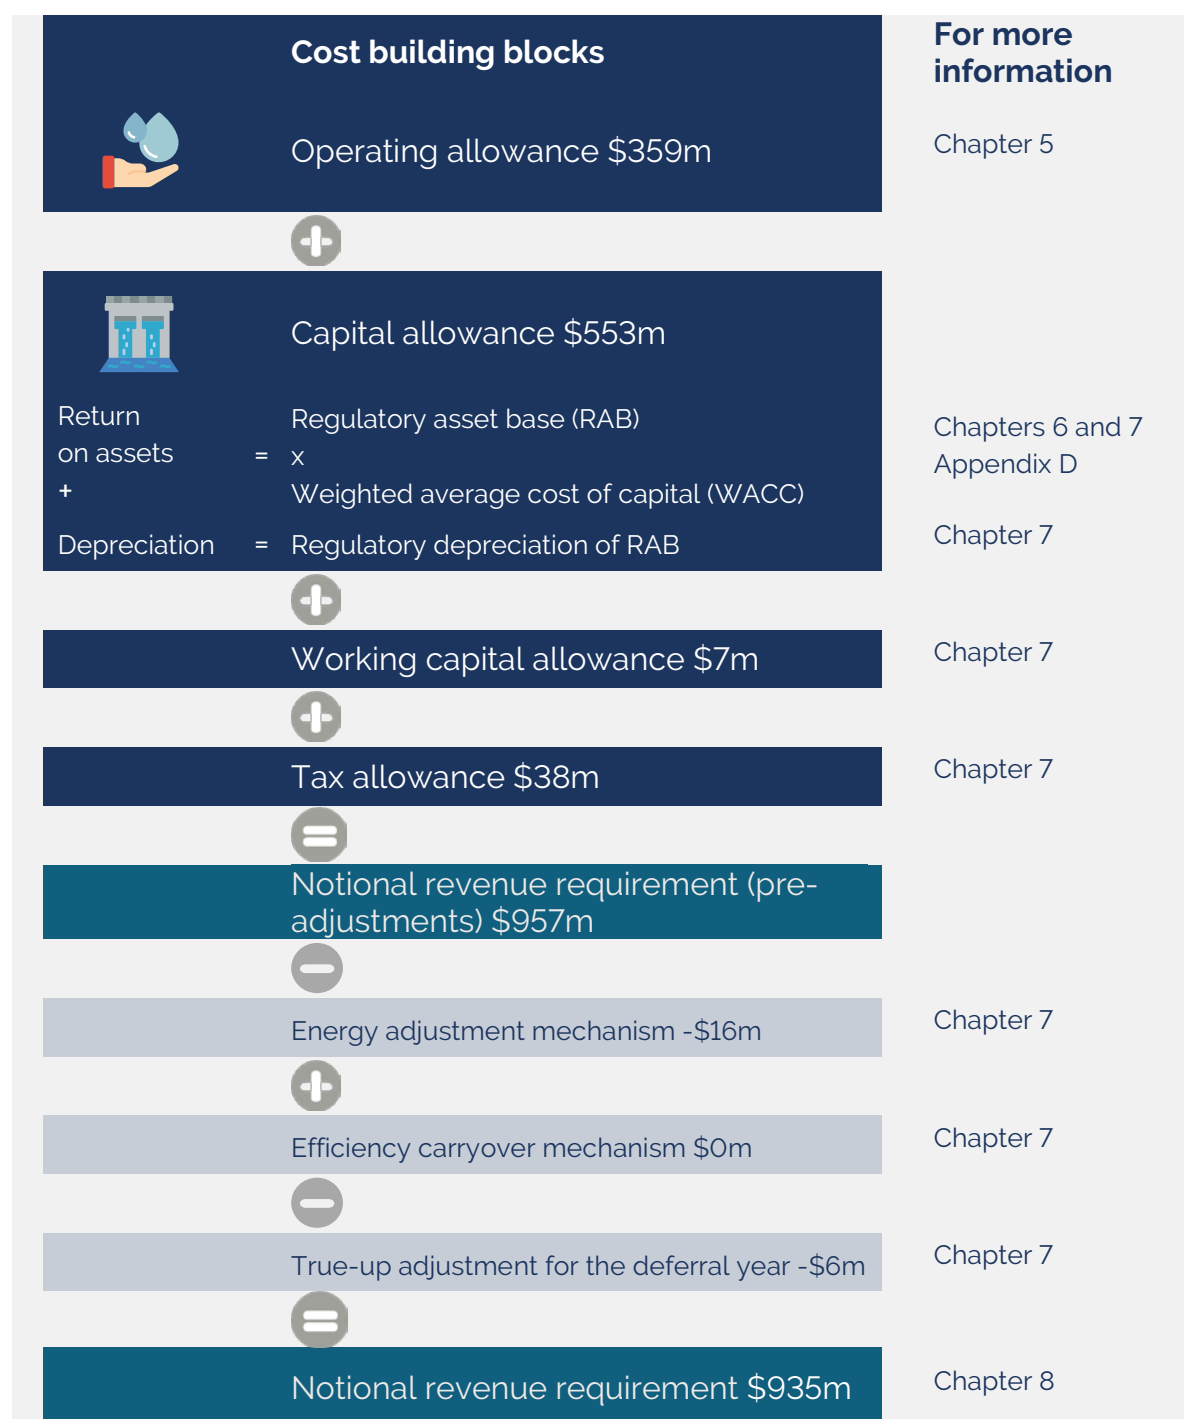 Cost building blocks
For more
information
Operating allowance $359m
Chapter 5
Capital allowance $553m
Return
on assets
+
=
Regulatory asset base (RAB)
x
Weighted average cost of capital (WACC)
Chapters 6 and 7
Appendix D
Depreciation = Regulatory depreciation of RAB
Chapter 7
Working capital allowance $7m
Chapter 7
Tax allowance $38m
Chapter 7
Notional revenue requirement (pre-
adjustments) $957m
Energy adjustment mechanism -$16m
Chapter 7
Efficiency carryover mechanism $0m
Chapter 7
True-up adjustment for the deferral year -$6m
Chapter 7
Notional revenue requirement $935m
Chapter 8